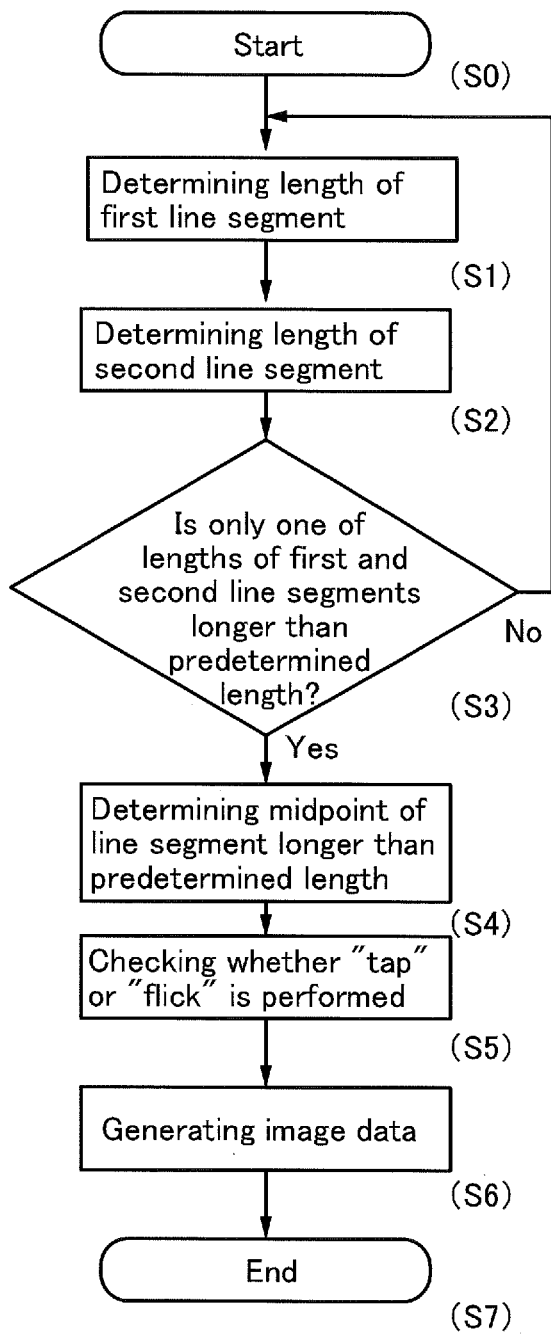 Start
(S0)
Determining length of
first line segment
(S1)
Determining length of
second line segment
(S2)
Is only one of
lengths of first and
second line segments
longer than
predetermined
length?
No
(S3)
Yes
Determining midpoint of
line segment longer than
predetermined length
(S4)
Checking whether "tap"
or "flick" is performed
(S5)
Generating image data
(S6)
End
(S7)